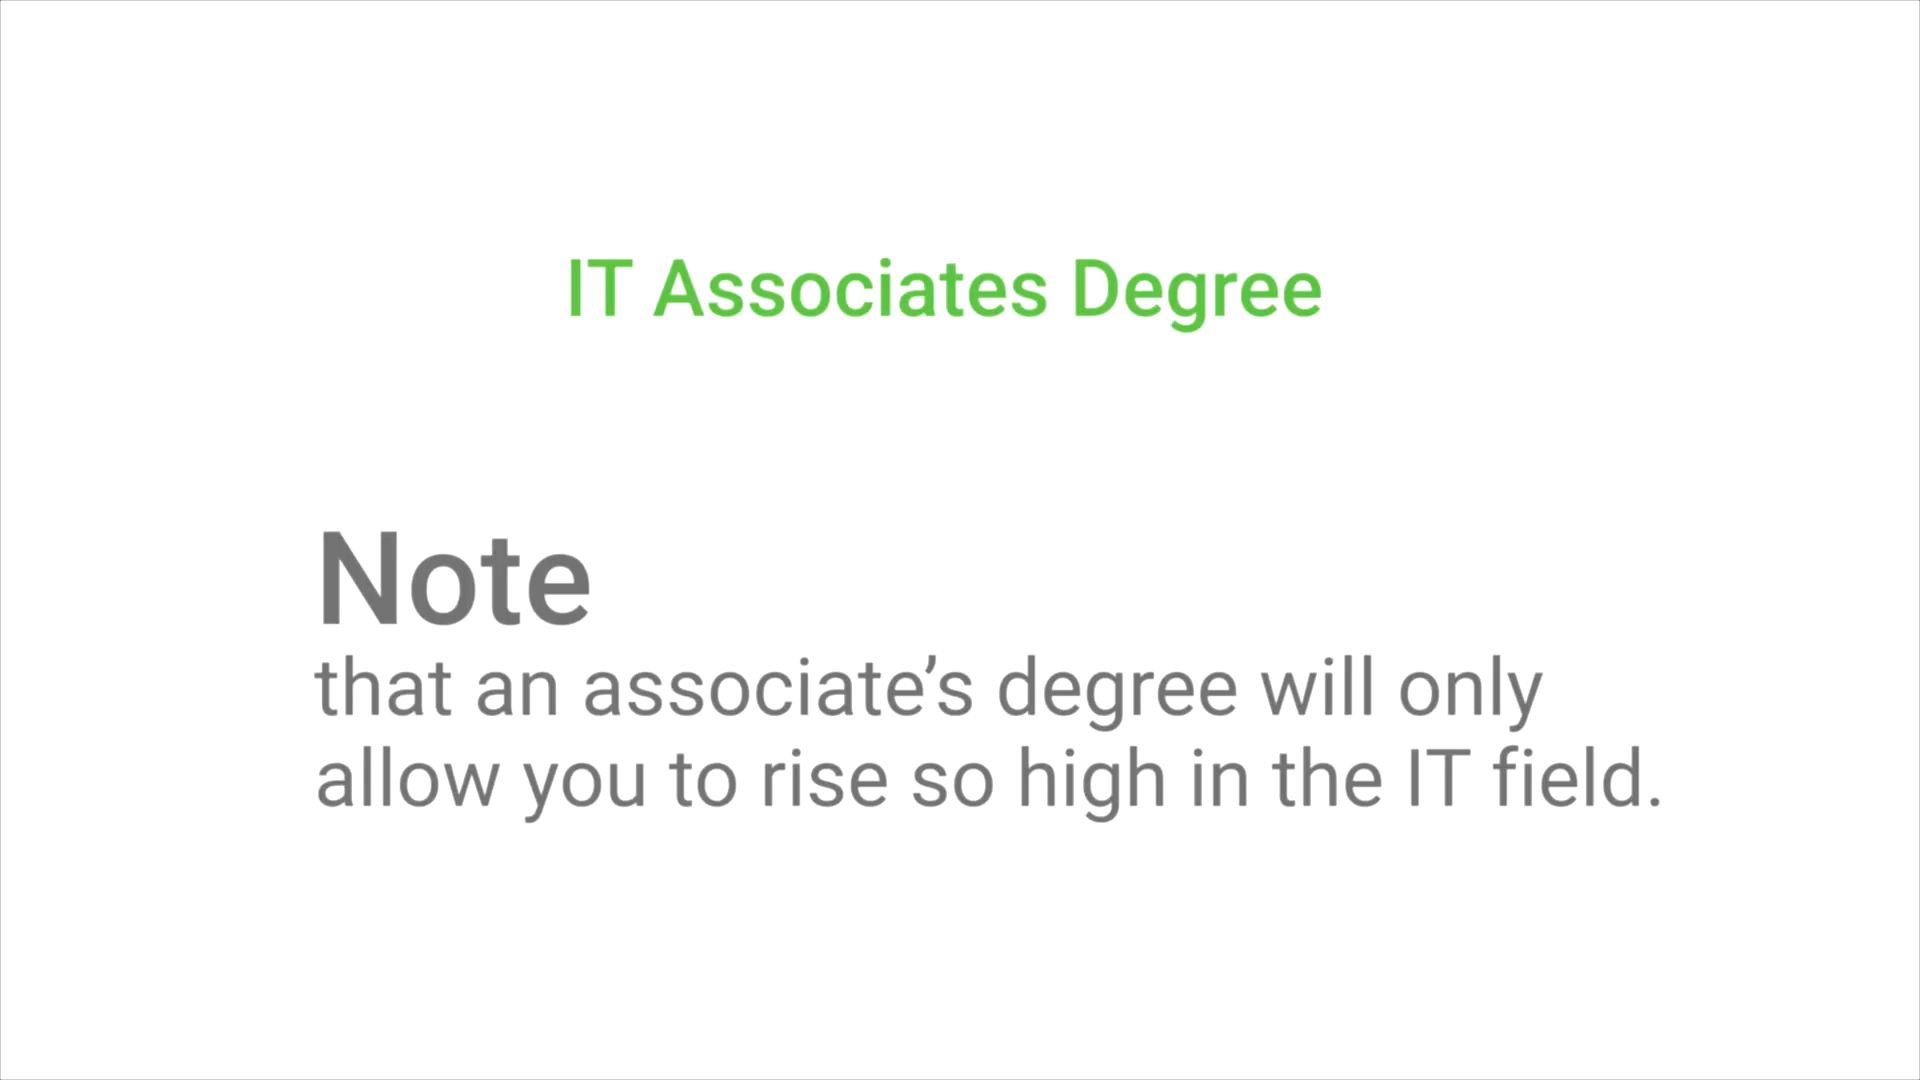 IT Associates Degree
Note
that an associate’s degree will only
allow you to rise so high in the IT field.